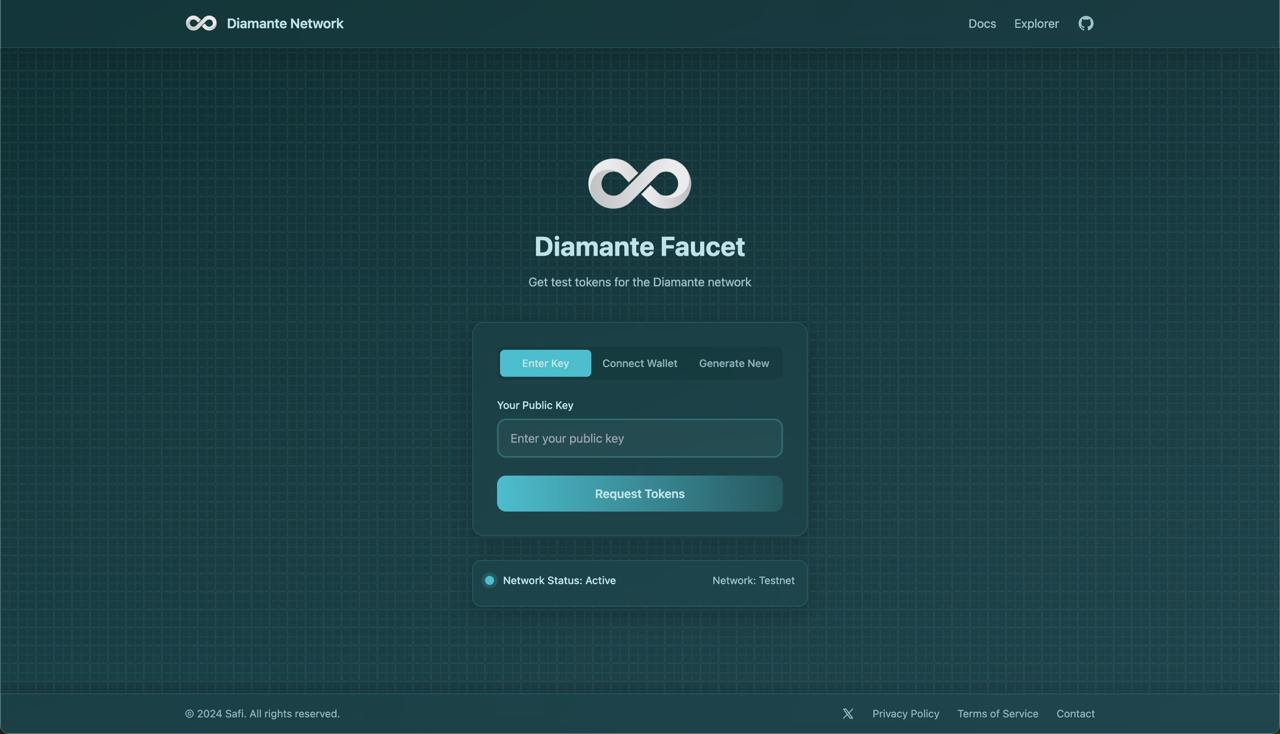 Diamante Network
Docs
Explorer
Diamante Faucet
Get test tokens for the Diamante network
Enter Key
Connect Wallet
Generate New
Your Public Key
Enter your public key
Request Tokens
Network Status: Active
Network: Testnet
© 2024 Safi. All rights reserved.
Privacy Policy
Terms of Service
Contact